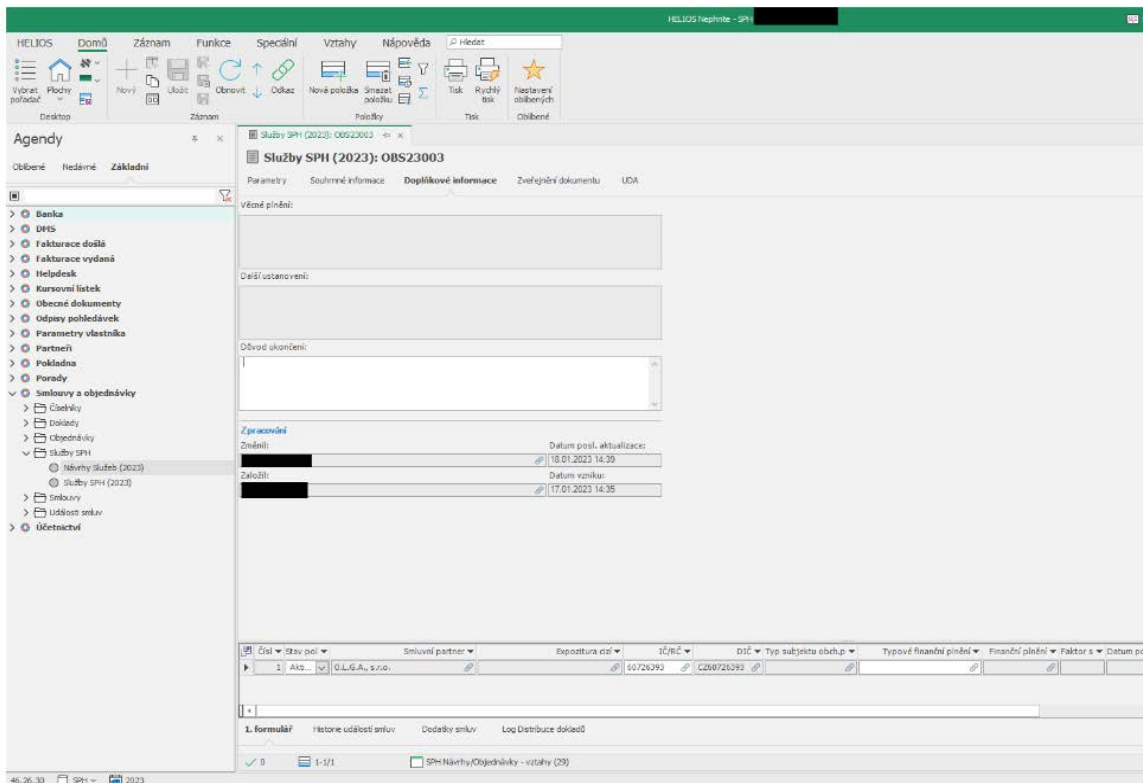 HELIOS Nephrite - SPH
HELIOS Domů Záznam Funkce Speciální Vztahy Nápověda Hledat
Vybrat pořadač Plochy Nový Uložit Obnovit Odkaz Nová položka Smazat položku Tisk Rychlý tisk Nastavení oblíbených
Desktop Záznam Položky Tisk Oblíbené
Agendy
Služby SPH (2023): OBS23003
Služby SPH (2023): OBS23003
Oblíbené Nedávné Základní
Parametry Souhrnné informace Doplňkové informace Zveřejnění dokumentu UDA
Banka
DMS
Fakturace došlá
Fakturace vydaná
Helpdesk
Kursovní lístek
Obecné dokumenty
Odpisy pohledávek
Parametry vlastníka
Partneři
Pokladna
Porady
Smlouvy a objednávky
Číselníky
Doklady
Objednávky
Služby SPH
Návrhy Služeb (2023)
Služby SPH (2023)
Smlouvy
Události smluv
Účetnictví
Věcné plnění:
Další ustanovení:
Důvod ukončení:
Zpracování
Změnil: Datum posl. aktualizace:
18.01.2023 14:39
Založil: Datum vzniku:
17.01.2023 14:35
Čísl Stav pol Smluvní partner Expozitura cizí IČ/RČ DIČ Typ subjektu obch.p Typové finanční plnění Finanční plnění Faktor s Datum po
1 Akt... O.L.G.A., s.r.o. 60726393 CZ60726393
1. formulář Historie událostí smluv Dodatky smluv Log Distribuce dokladů
0 1-1/1 SPH Návrhy/Objednávky - vztahy (29)
46.26.30 SPH 2023